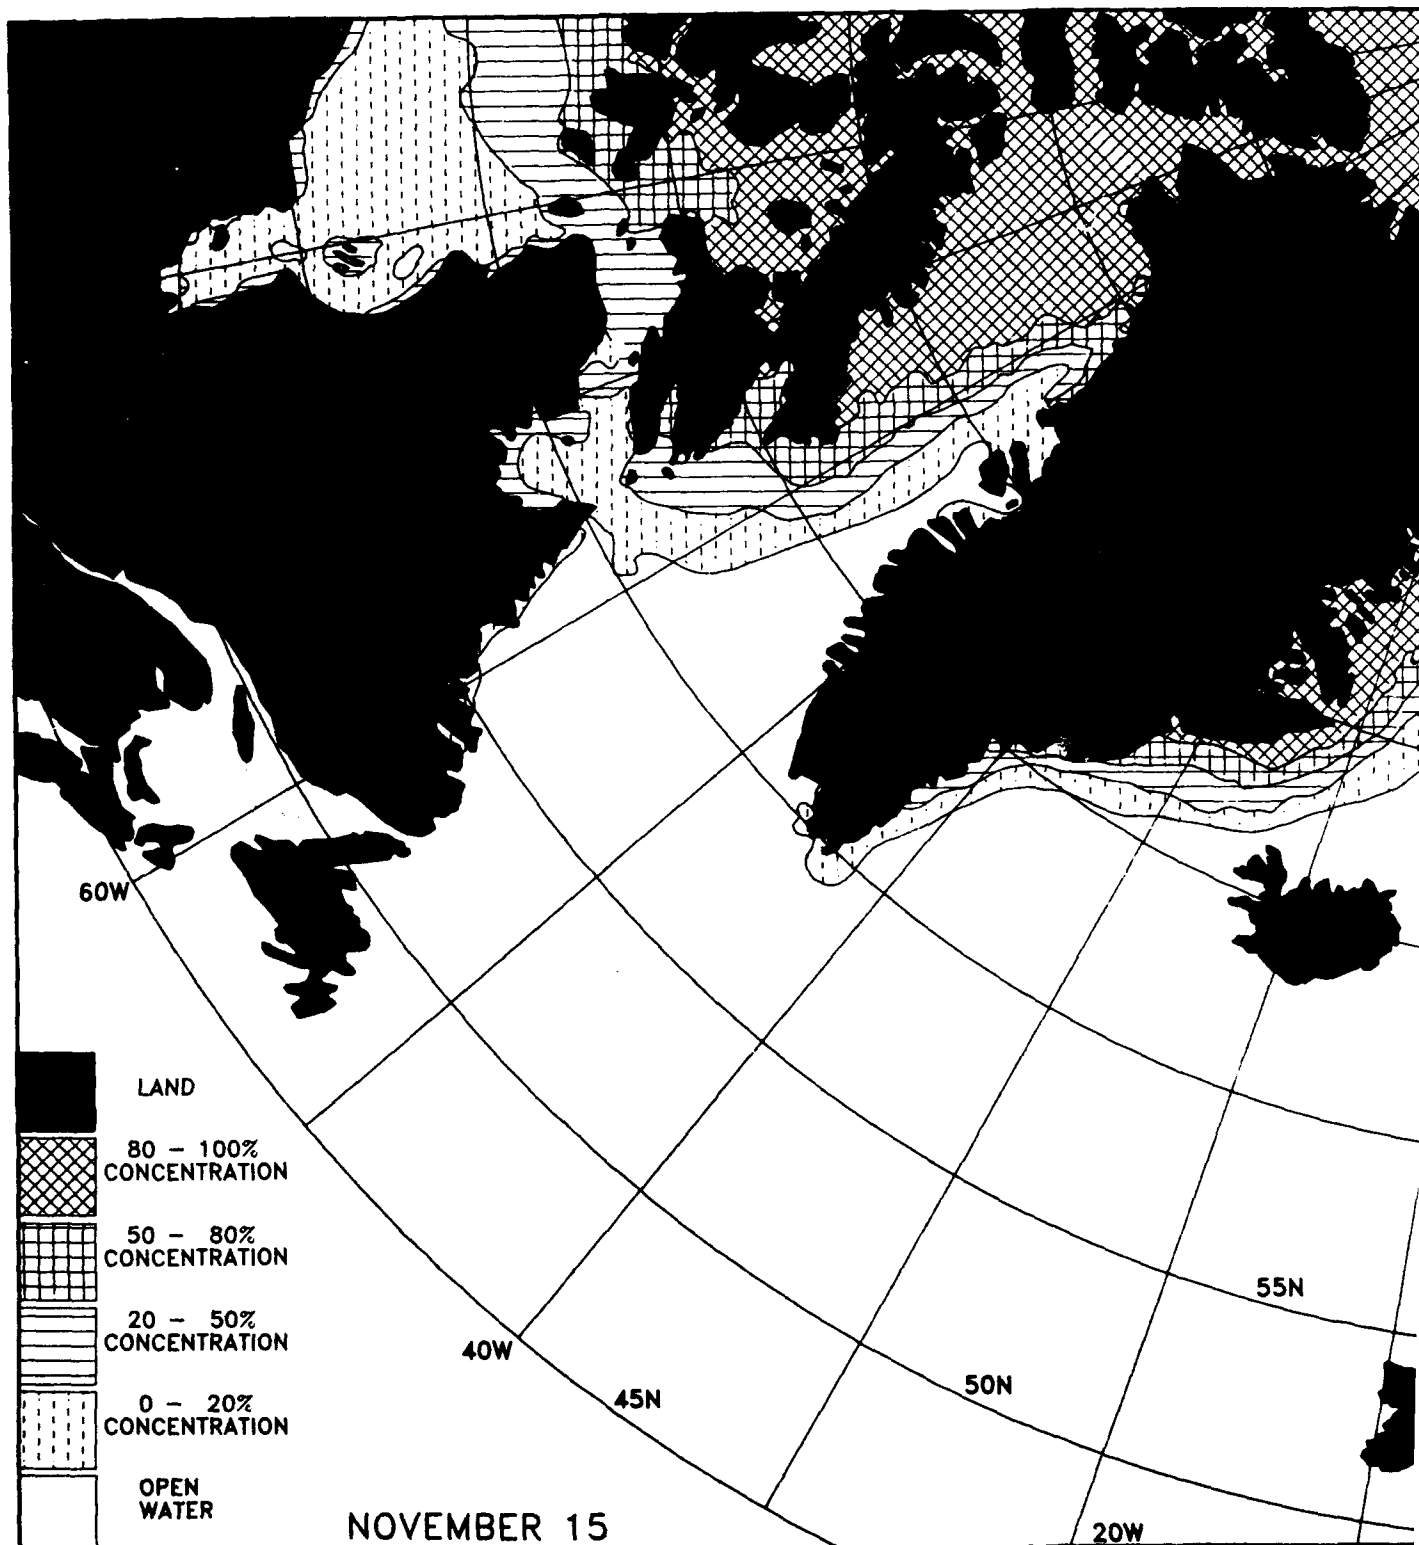 60W
LAND
80 – 100%
CONCENTRATION
50 – 80%
CONCENTRATION
20 – 50%
CONCENTRATION
0 – 20%
CONCENTRATION
OPEN
WATER
55N
40W
50N
45N
NOVEMBER 15
20W